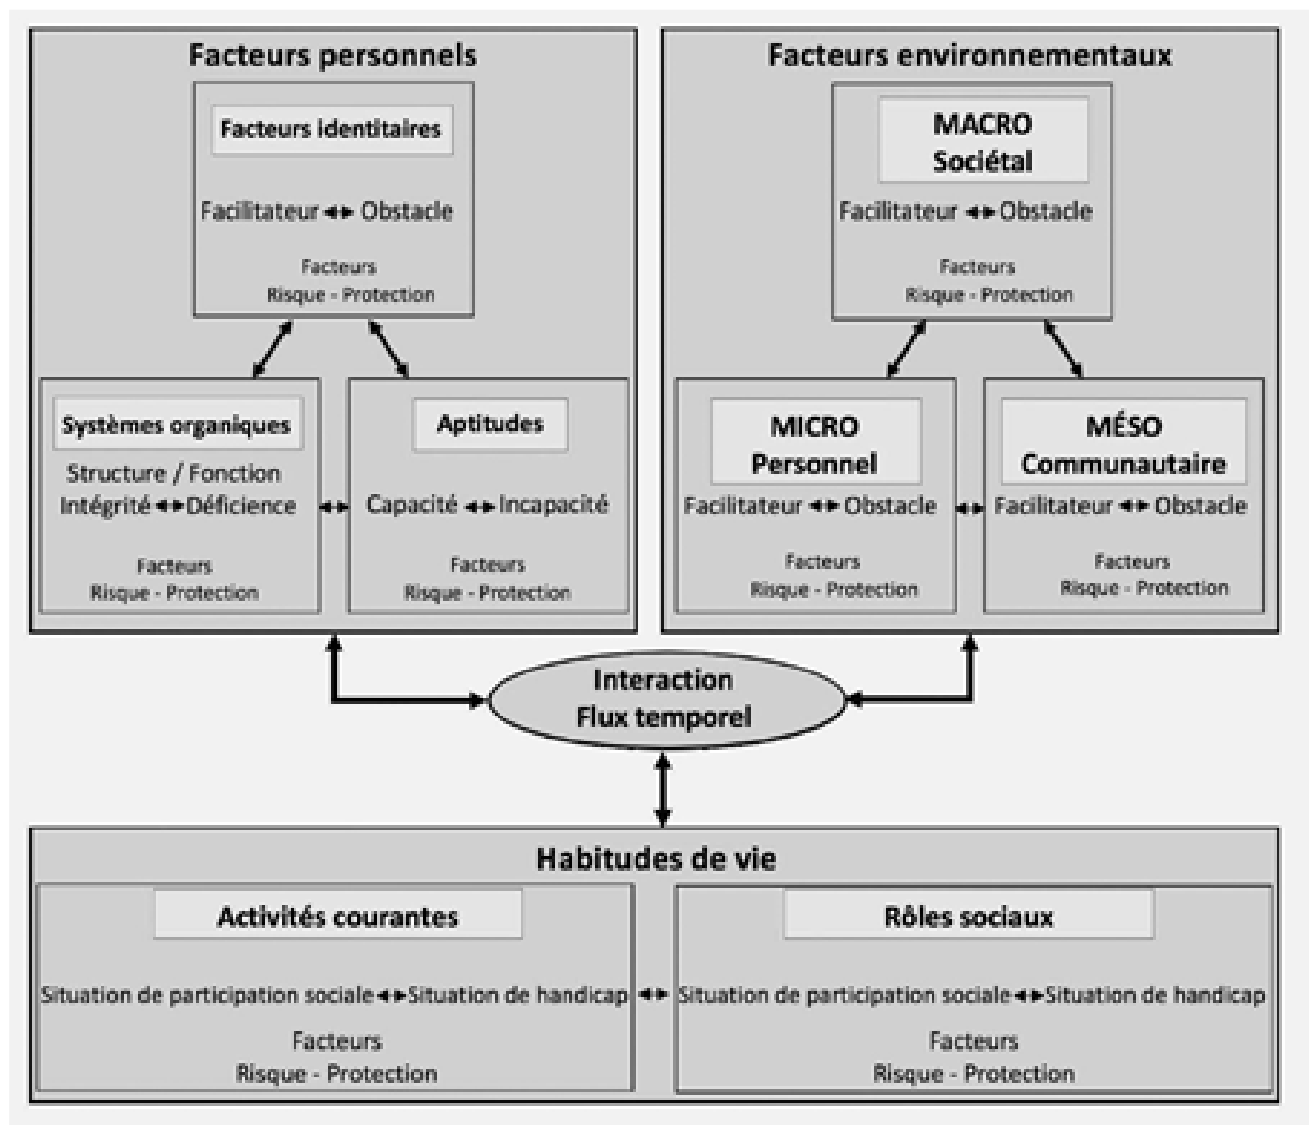 Facteurs personnels
Facteurs identitaires
Facilitateur ◄► Obstacle
Facteurs
Risque - Protection
Systèmes organiques
Structure / Fonction
Intégrité ◄► Déficience
Facteurs
Risque - Protection
Aptitudes
Capacité ◄► Incapacité
Facteurs
Risque - Protection
Facteurs environnementaux
MACRO
Sociétal
Facilitateur ◄► Obstacle
Facteurs
Risque - Protection
MICRO
Personnel
Facilitateur ◄► Obstacle
Facteurs
Risque - Protection
MÉSO
Communautaire
Facilitateur ◄► Obstacle
Facteurs
Risque - Protection
Interaction
Flux temporel
Habitudes de vie
Activités courantes
Situation de participation sociale ◄► Situation de handicap
Facteurs
Risque - Protection
Rôles sociaux
Situation de participation sociale ◄► Situation de handicap
Facteurs
Risque - Protection